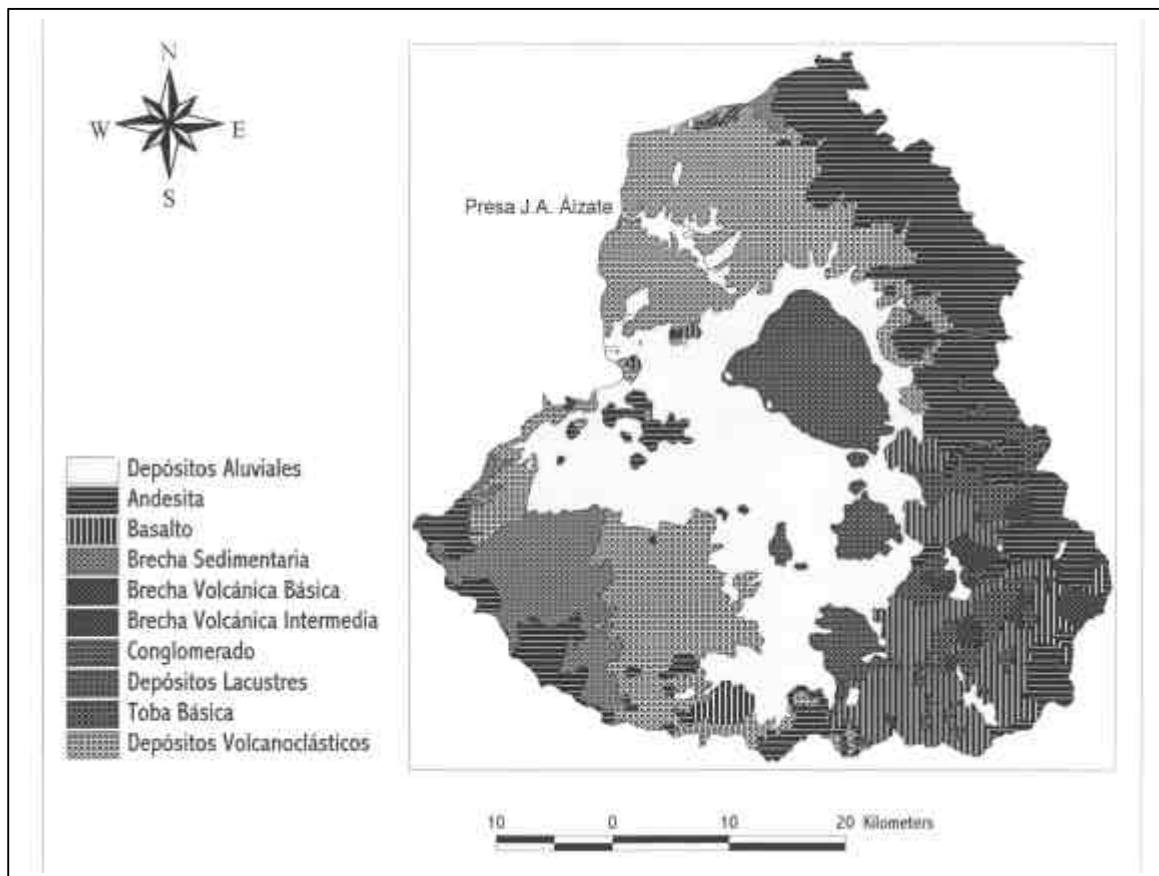 N
W E
S
Presa J.A. Áizate
Depósitos Aluviales
Andesita
Basalto
Brecha Sedimentaria
Brecha Volcánica Básica
Brecha Volcánica Intermedia
Conglomerado
Depósitos Lacustres
Toba Básica
Depósitos Volcanoclásticos
10 0 10 20 Kilometers